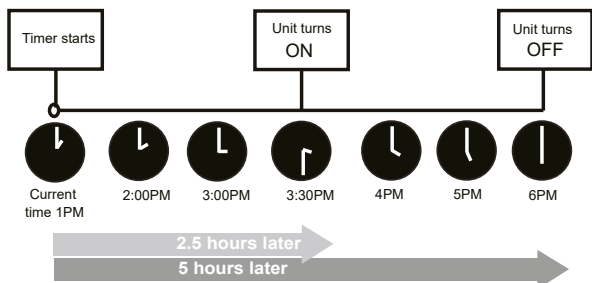 Timer starts
Unit turns
ON
Unit turns
OFF
Current
time 1PM
2:00PM
3:00PM
3:30PM
4PM
5PM
6PM
2.5 hours later
5 hours later